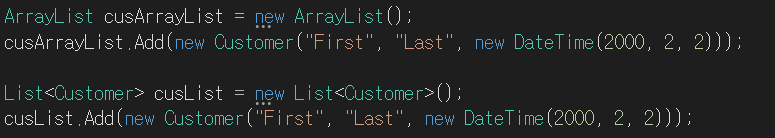 ArrayList cusArrayList = new ArrayList();
cusArrayList.Add(new Customer("First", "Last", new DateTime(2000, 2, 2)));
List<Customer> cusList = new List<Customer>();
cusList.Add(new Customer("First", "Last", new DateTime(2000, 2, 2)));